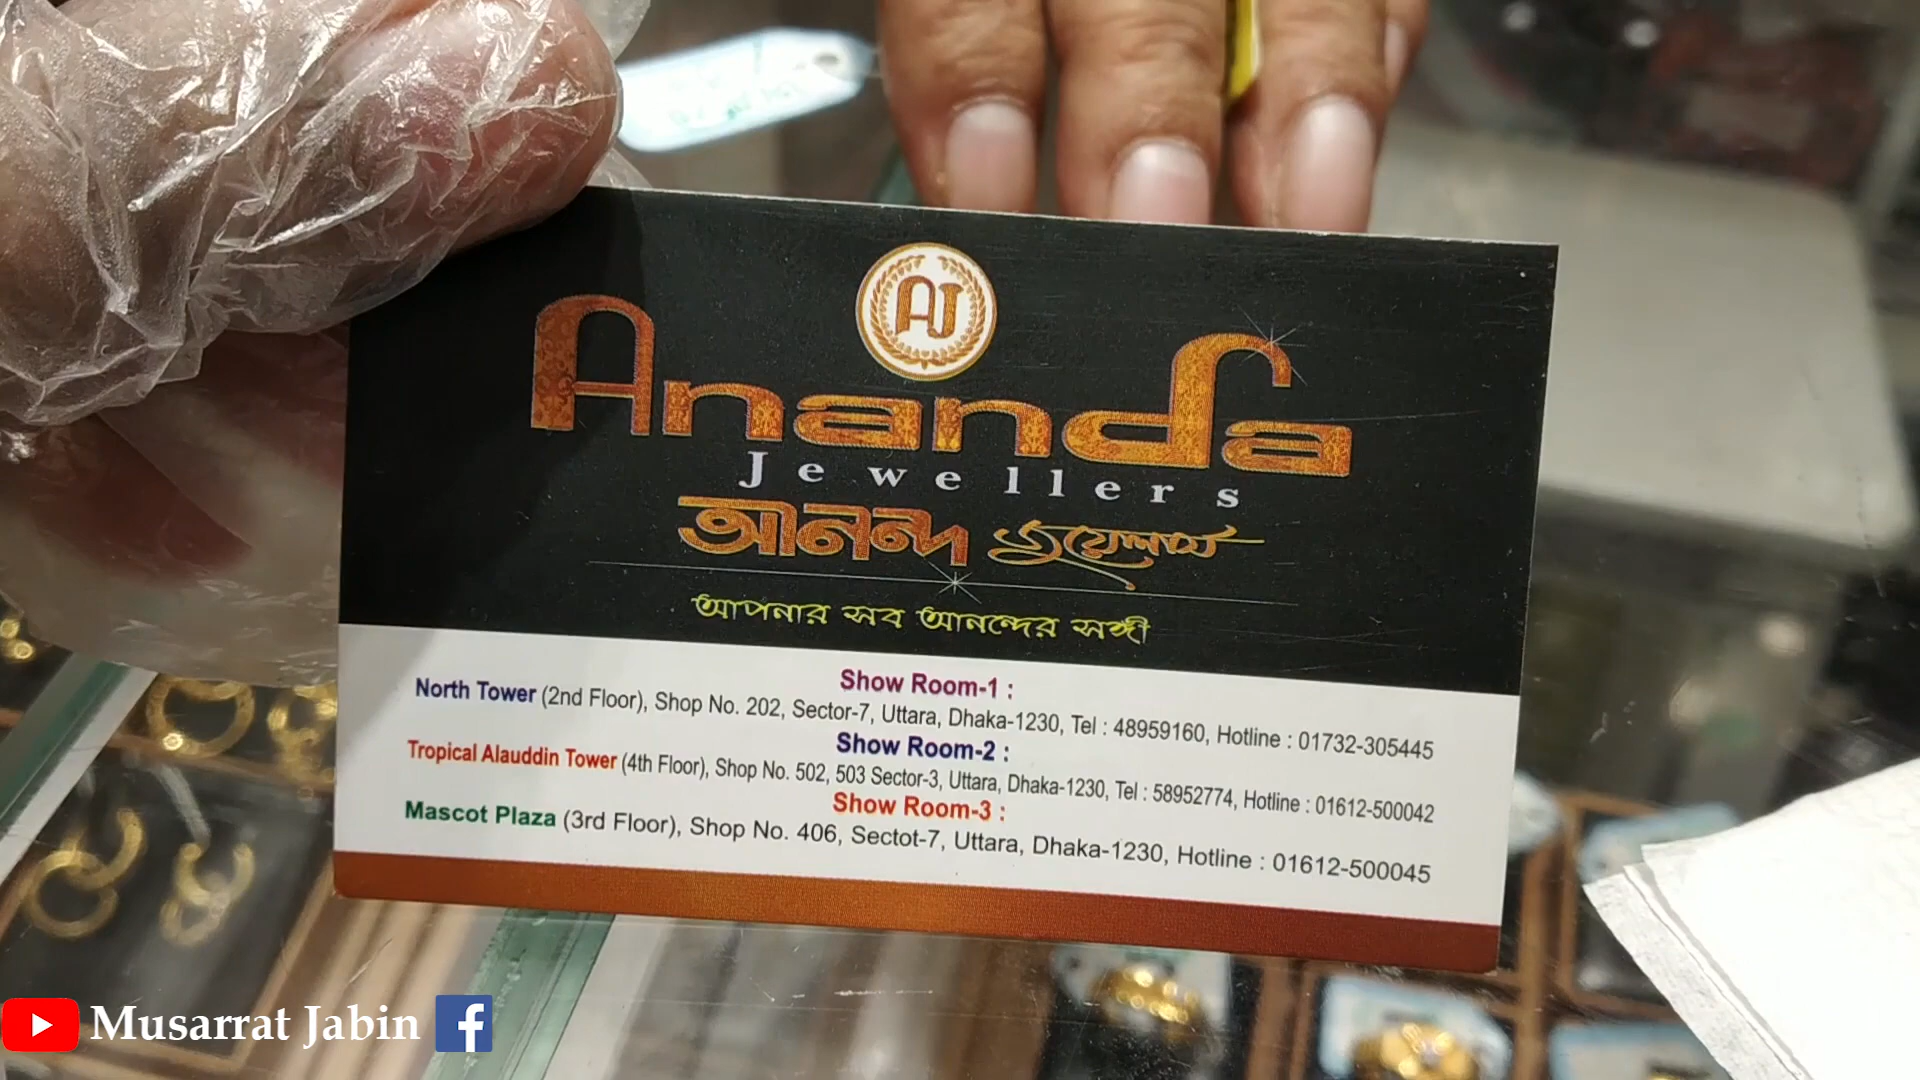 AJ
Ananda
Jewellers
আনন্দ জুয়েলার্স
আপনার সব আনন্দের সঙ্গী
Show Room-1 :
North Tower (2nd Floor), Shop No. 202, Sector-7, Uttara, Dhaka-1230, Tel : 48959160, Hotline : 01732-305445
Show Room-2 :
Tropical Alauddin Tower (4th Floor), Shop No. 502, 503 Sector-3, Uttara, Dhaka-1230, Tel : 58952774, Hotline : 01612-500042
Show Room-3 :
Mascot Plaza (3rd Floor), Shop No. 406, Sectot-7, Uttara, Dhaka-1230, Hotline : 01612-500045
Musarrat Jabin f